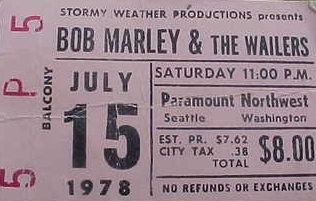 5 P 5
BALCONY
STORMY WEATHER PRODUCTIONS presents
BOB MARLEY & THE WAILERS
JULY
15
1978
SATURDAY 11:00 P.M.
Paramount Northwest
Seattle Washington
EST. PR. $7.62
CITY TAX .38
TOTAL
$8.00
NO REFUNDS OR EXCHANGES